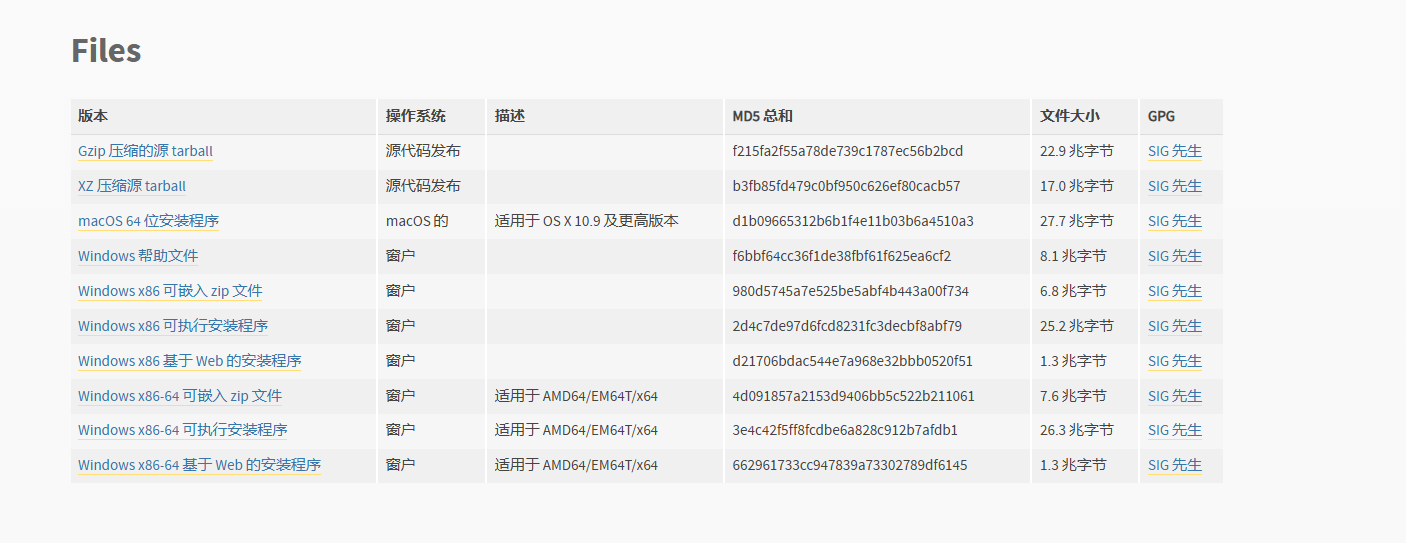 Files
版本 操作系统 描述 MD5 总和 文件大小 GPG
Gzip 压缩的源 tarball 源代码发布 f215fa2f55a78de739c1787ec56b2bcd 22.9 兆字节 SIG 先生
XZ 压缩源 tarball 源代码发布 b3fb85fd479c0bf950c626ef80cacb57 17.0 兆字节 SIG 先生
macOS 64 位安装程序 macOS 的 适用于 OS X 10.9 及更高版本 d1b09665312b6b1f4e11b03b6a4510a3 27.7 兆字节 SIG 先生
Windows 帮助文件 窗户 f6bbf64cc36f1de38fbf61f625ea6cf2 8.1 兆字节 SIG 先生
Windows x86 可嵌入 zip 文件 窗户 980d5745a7e525be5abf4b443a00f734 6.8 兆字节 SIG 先生
Windows x86 可执行安装程序 窗户 2d4c7de97d6fcd8231fc3decbf8abf79 25.2 兆字节 SIG 先生
Windows x86 基于 Web 的安装程序 窗户 d21706bdac544e7a968e32bbb0520f51 1.3 兆字节 SIG 先生
Windows x86-64 可嵌入 zip 文件 窗户 适用于 AMD64/EM64T/x64 4d091857a2153d9406bb5c522b211061 7.6 兆字节 SIG 先生
Windows x86-64 可执行安装程序 窗户 适用于 AMD64/EM64T/x64 3e4c42f5ff8fcdbe6a828c912b7afdb1 26.3 兆字节 SIG 先生
Windows x86-64 基于 Web 的安装程序 窗户 适用于 AMD64/EM64T/x64 662961733cc947839a73302789df6145 1.3 兆字节 SIG 先生